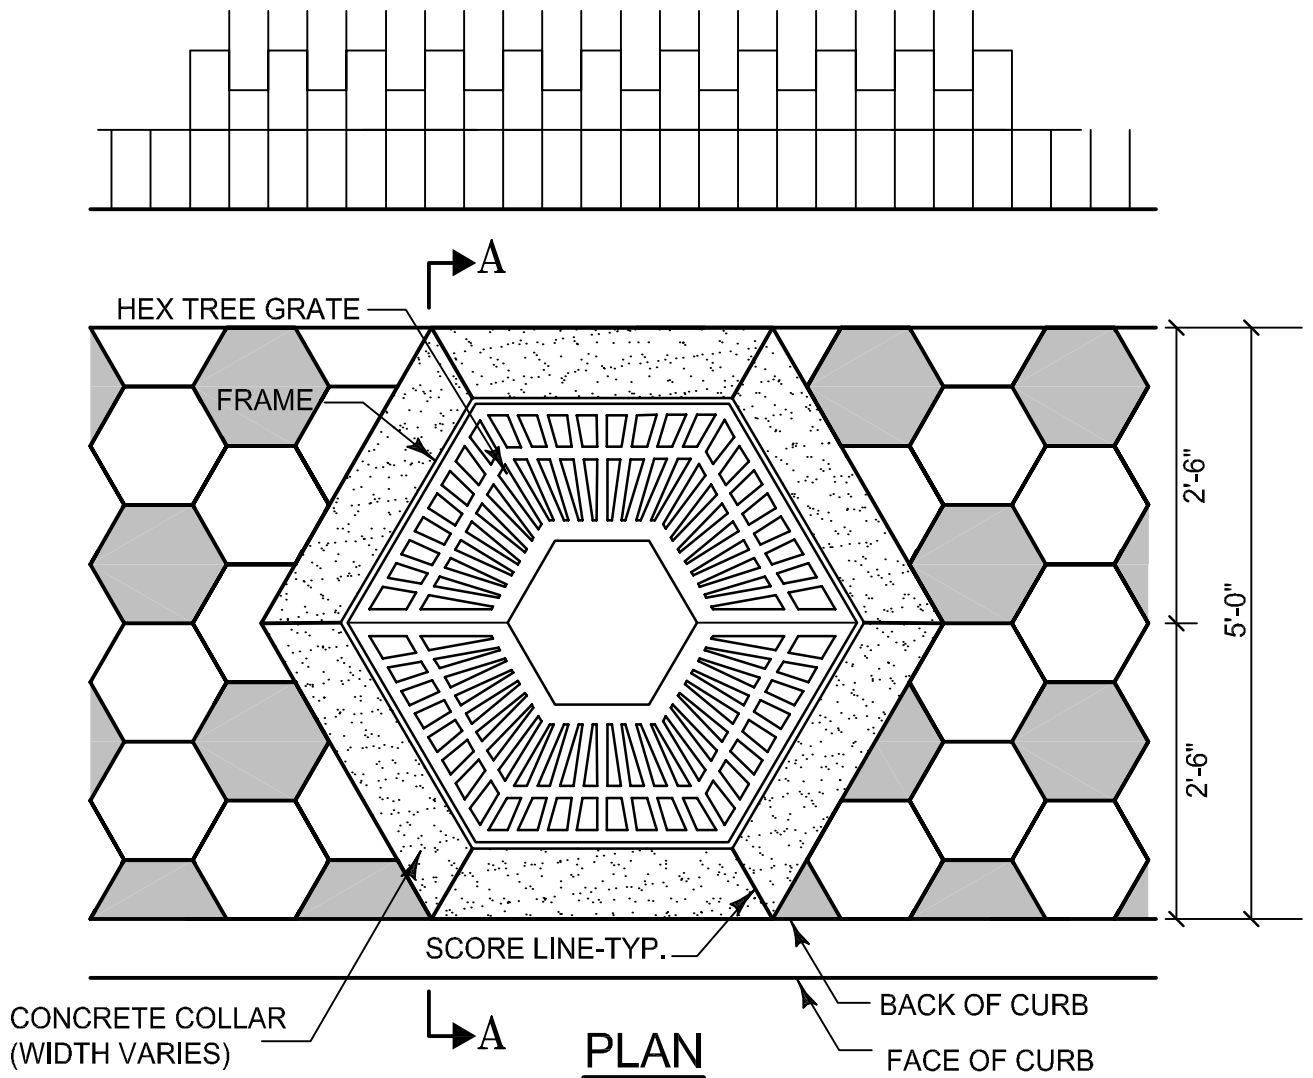 A
HEX TREE GRATE
FRAME
2'-6"
5'-0"
2'-6"
SCORE LINE-TYP.
BACK OF CURB
CONCRETE COLLAR
(WIDTH VARIES)
A
PLAN
FACE OF CURB